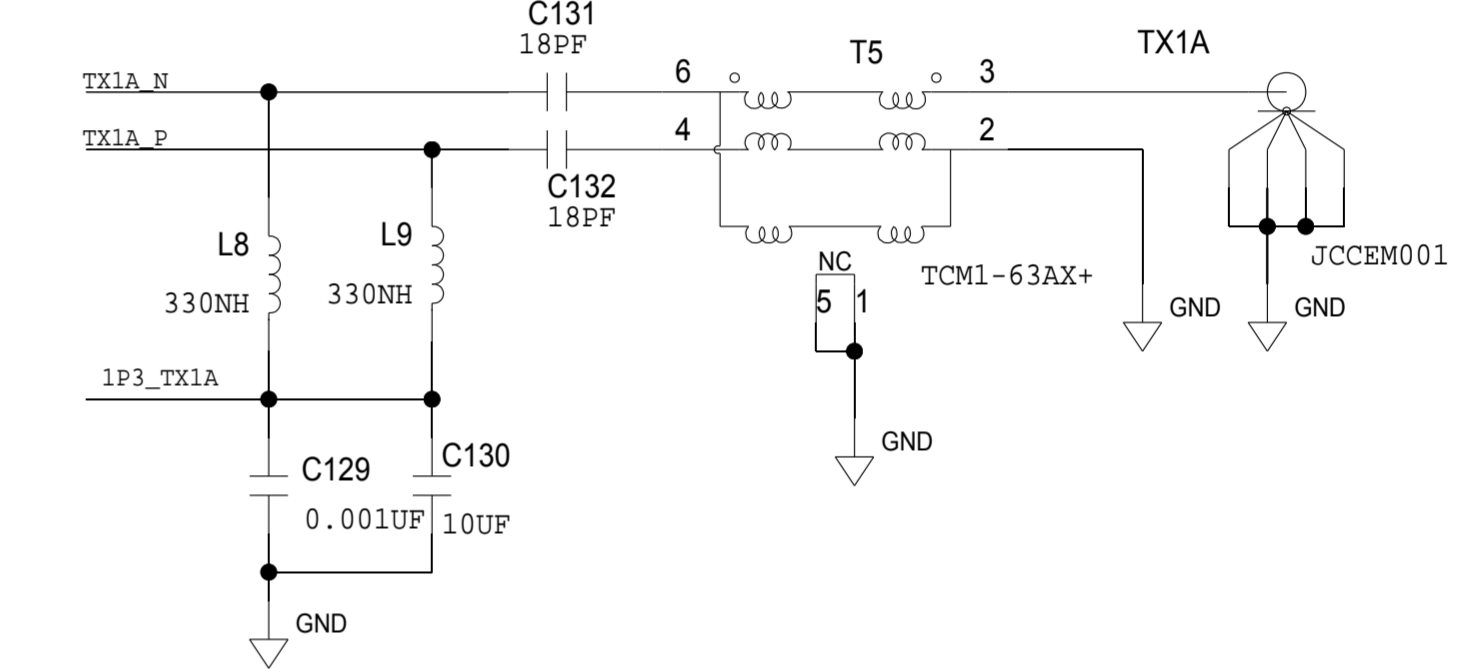 C131
18PF
TX1A_N
6
T5
3
TX1A
TX1A_P
4
2
C132
18PF
L8
330NH
L9
330NH
NC
5 1
TCM1-63AX+
JCCEM001
GND
GND
1P3_TX1A
GND
C129
0.001UF
C130
10UF
GND